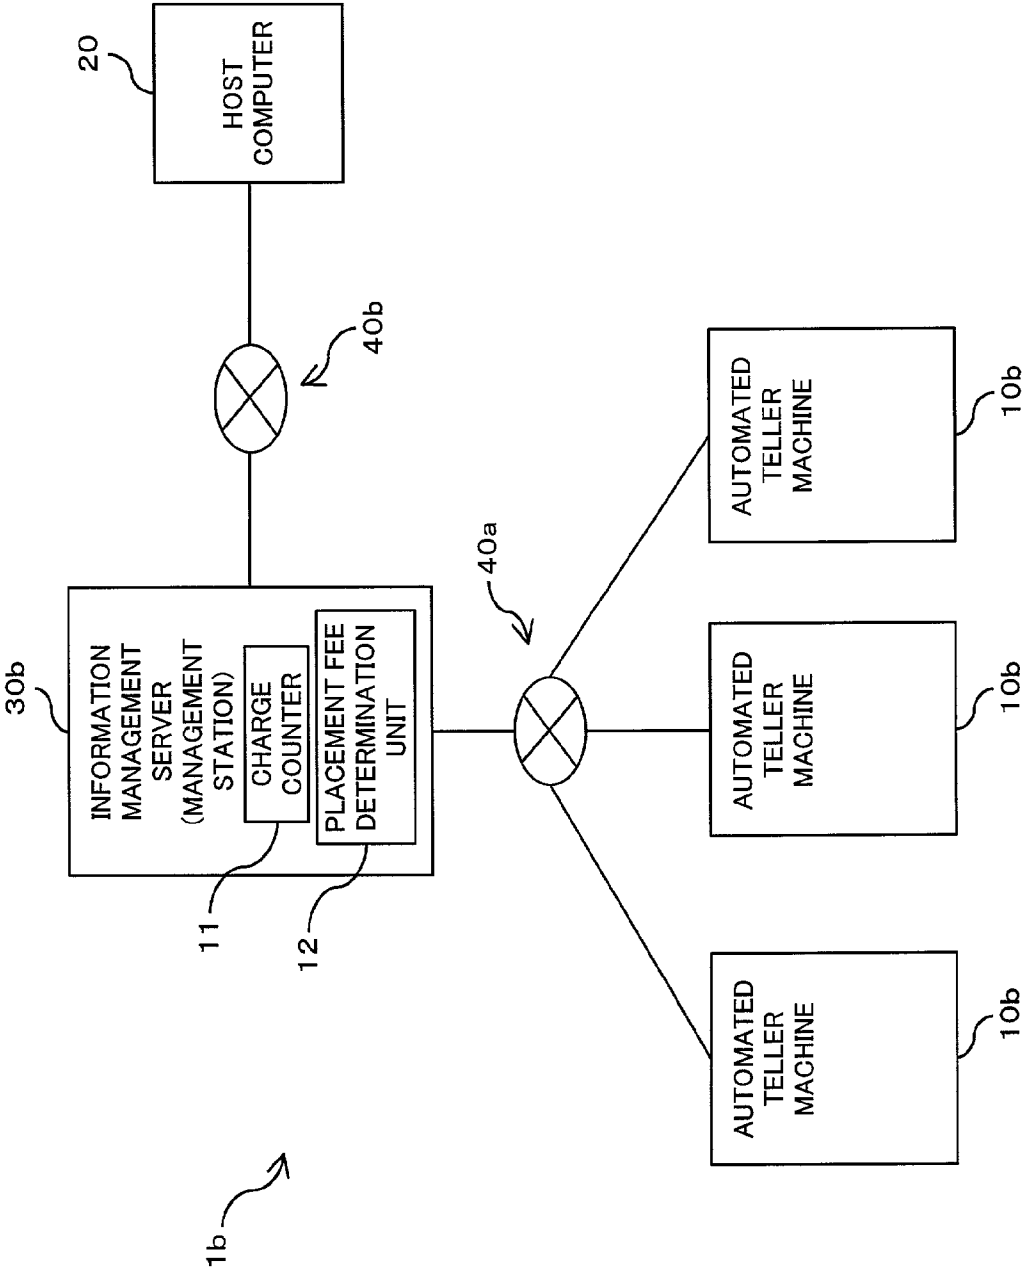 1b
30b
INFORMATION
MANAGEMENT
SERVER
(MANAGEMENT
STATION)
11
CHARGE
COUNTER
12
PLACEMENT FEE
DETERMINATION
UNIT
40b
20
HOST
COMPUTER
40a
AUTOMATED
TELLER
MACHINE
10b
AUTOMATED
TELLER
MACHINE
10b
AUTOMATED
TELLER
MACHINE
10b